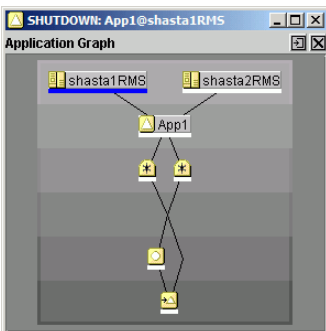 SHUTDOWN: App1@shasta1RMS
Application Graph
shasta1RMS
shasta2RMS
App1